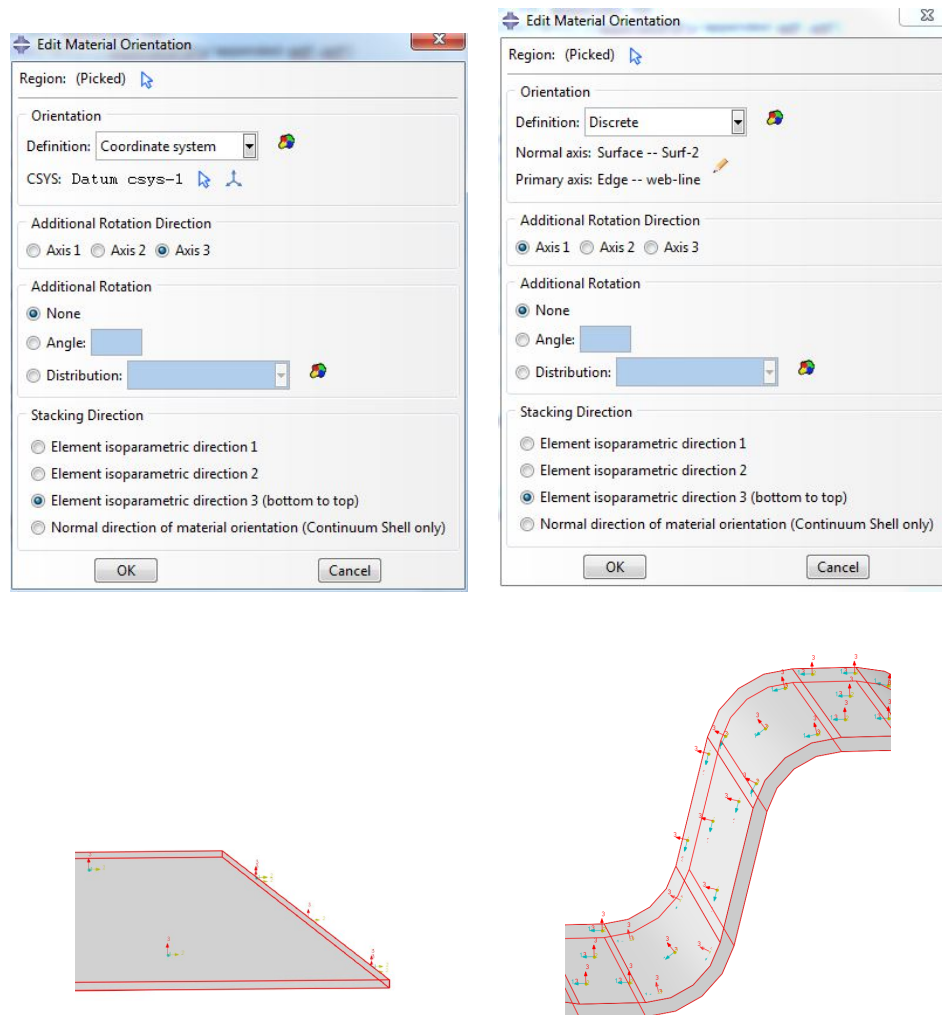 Edit Material Orientation
Region: (Picked)
Orientation
Definition: Coordinate system
CSYS: Datum csys-1
Additional Rotation Direction
Axis 1 Axis 2 Axis 3
Additional Rotation
None
Angle:
Distribution:
Stacking Direction
Element isoparametric direction 1
Element isoparametric direction 2
Element isoparametric direction 3 (bottom to top)
Normal direction of material orientation (Continuum Shell only)
OK Cancel
Edit Material Orientation
Region: (Picked)
Orientation
Definition: Discrete
Normal axis: Surface -- Surf-2
Primary axis: Edge -- web-line
Additional Rotation Direction
Axis 1 Axis 2 Axis 3
Additional Rotation
None
Angle:
Distribution:
Stacking Direction
Element isoparametric direction 1
Element isoparametric direction 2
Element isoparametric direction 3 (bottom to top)
Normal direction of material orientation (Continuum Shell only)
OK Cancel